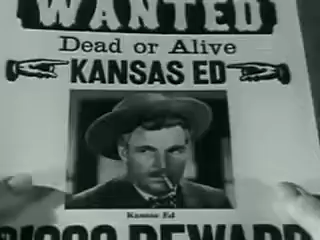 WANTED
Dead or Alive
KANSAS ED
Kansas Ed
REWARD